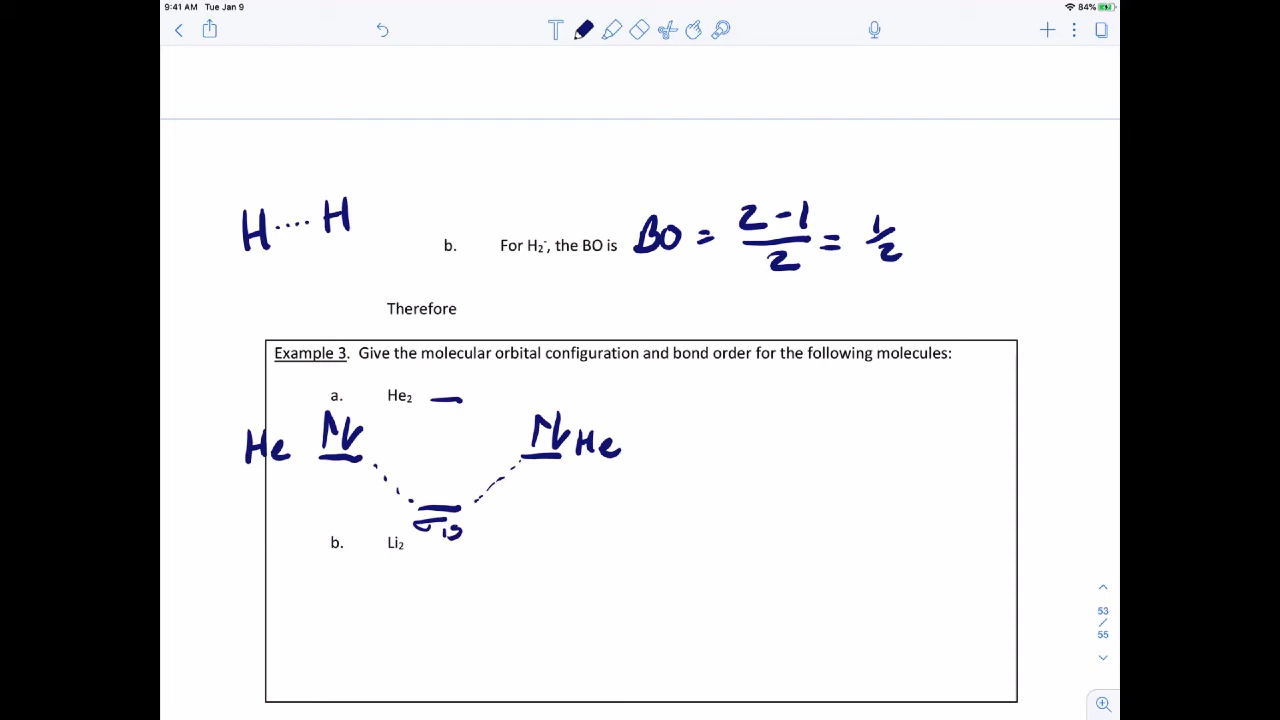 9:41 AM Tue Jan 9
84%
H .... H
b. For H₂⁻, the BO is BO = (2 - 1)/2 = 1/2
Therefore
Example 3. Give the molecular orbital configuration and bond order for the following molecules:
a. He₂
He
He
σ1s
b. Li₂
53
/
55